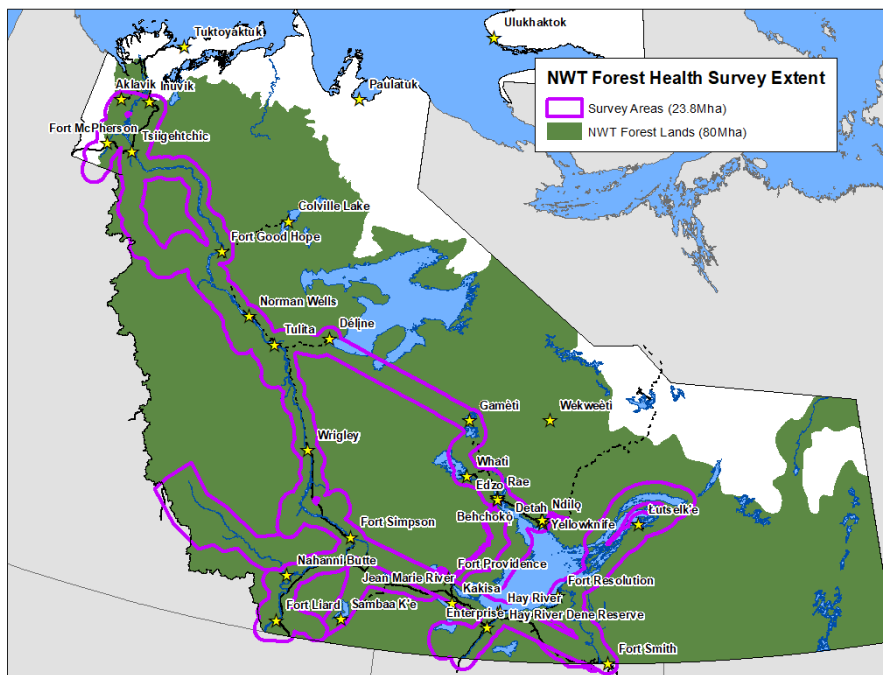 Tuktoyaktuk
Ulukhaktok
NWT Forest Health Survey Extent
Survey Areas (23.8Mha)
NWT Forest Lands (80Mha)
Paulatuk
Aklavik
Inuvik
Fort McPherson
Tsiigehtchic
Colville Lake
Fort Good Hope
Norman Wells
Tulita
Délįne
Gamètì
Wekweètì
Wrigley
Whatì
Edzo
Rae
Behchokò
Detah
Ndilǫ
Yellowknife
Łutselk'e
Fort Simpson
Nahanni Butte
Fort Providence
Jean Marie River
Kakisa
Fort Resolution
Hay River
Fort Liard
Sambaa K'e
Enterprise
Hay River Dene Reserve
Fort Smith